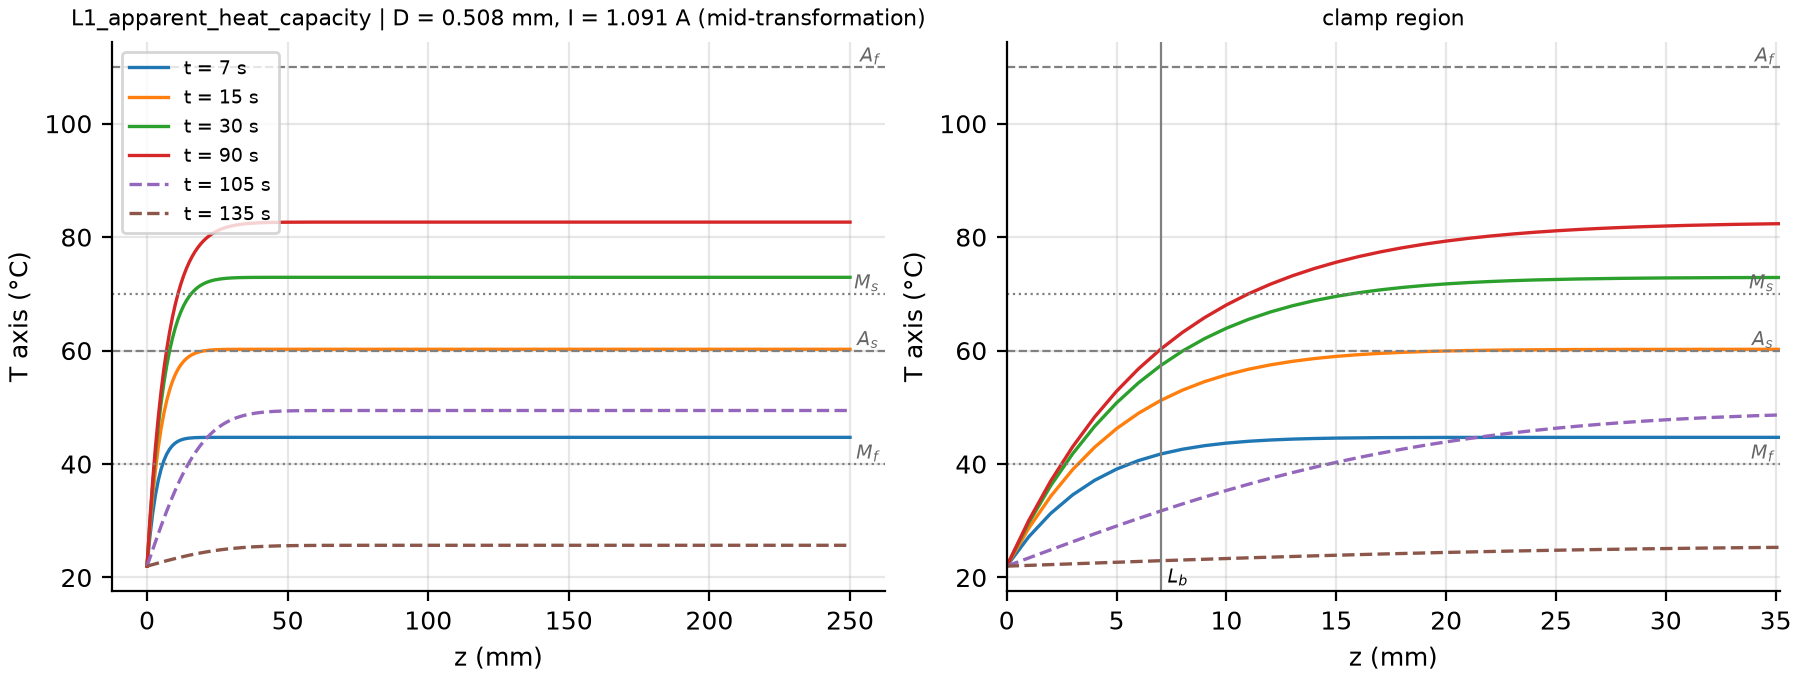 L1_apparent_heat_capacity | D = 0.508 mm, I = 1.091 A (mid-transformation)
t = 7 s
t = 15 s
t = 30 s
t = 90 s
t = 105 s
t = 135 s
A_f
M_s
A_s
M_f
100
80
60
40
20
T axis (°C)
0 50 100 150 200 250
z (mm)
clamp region
A_f
M_s
A_s
M_f
L_b
100
80
60
40
20
T axis (°C)
0 5 10 15 20 25 30 35
z (mm)